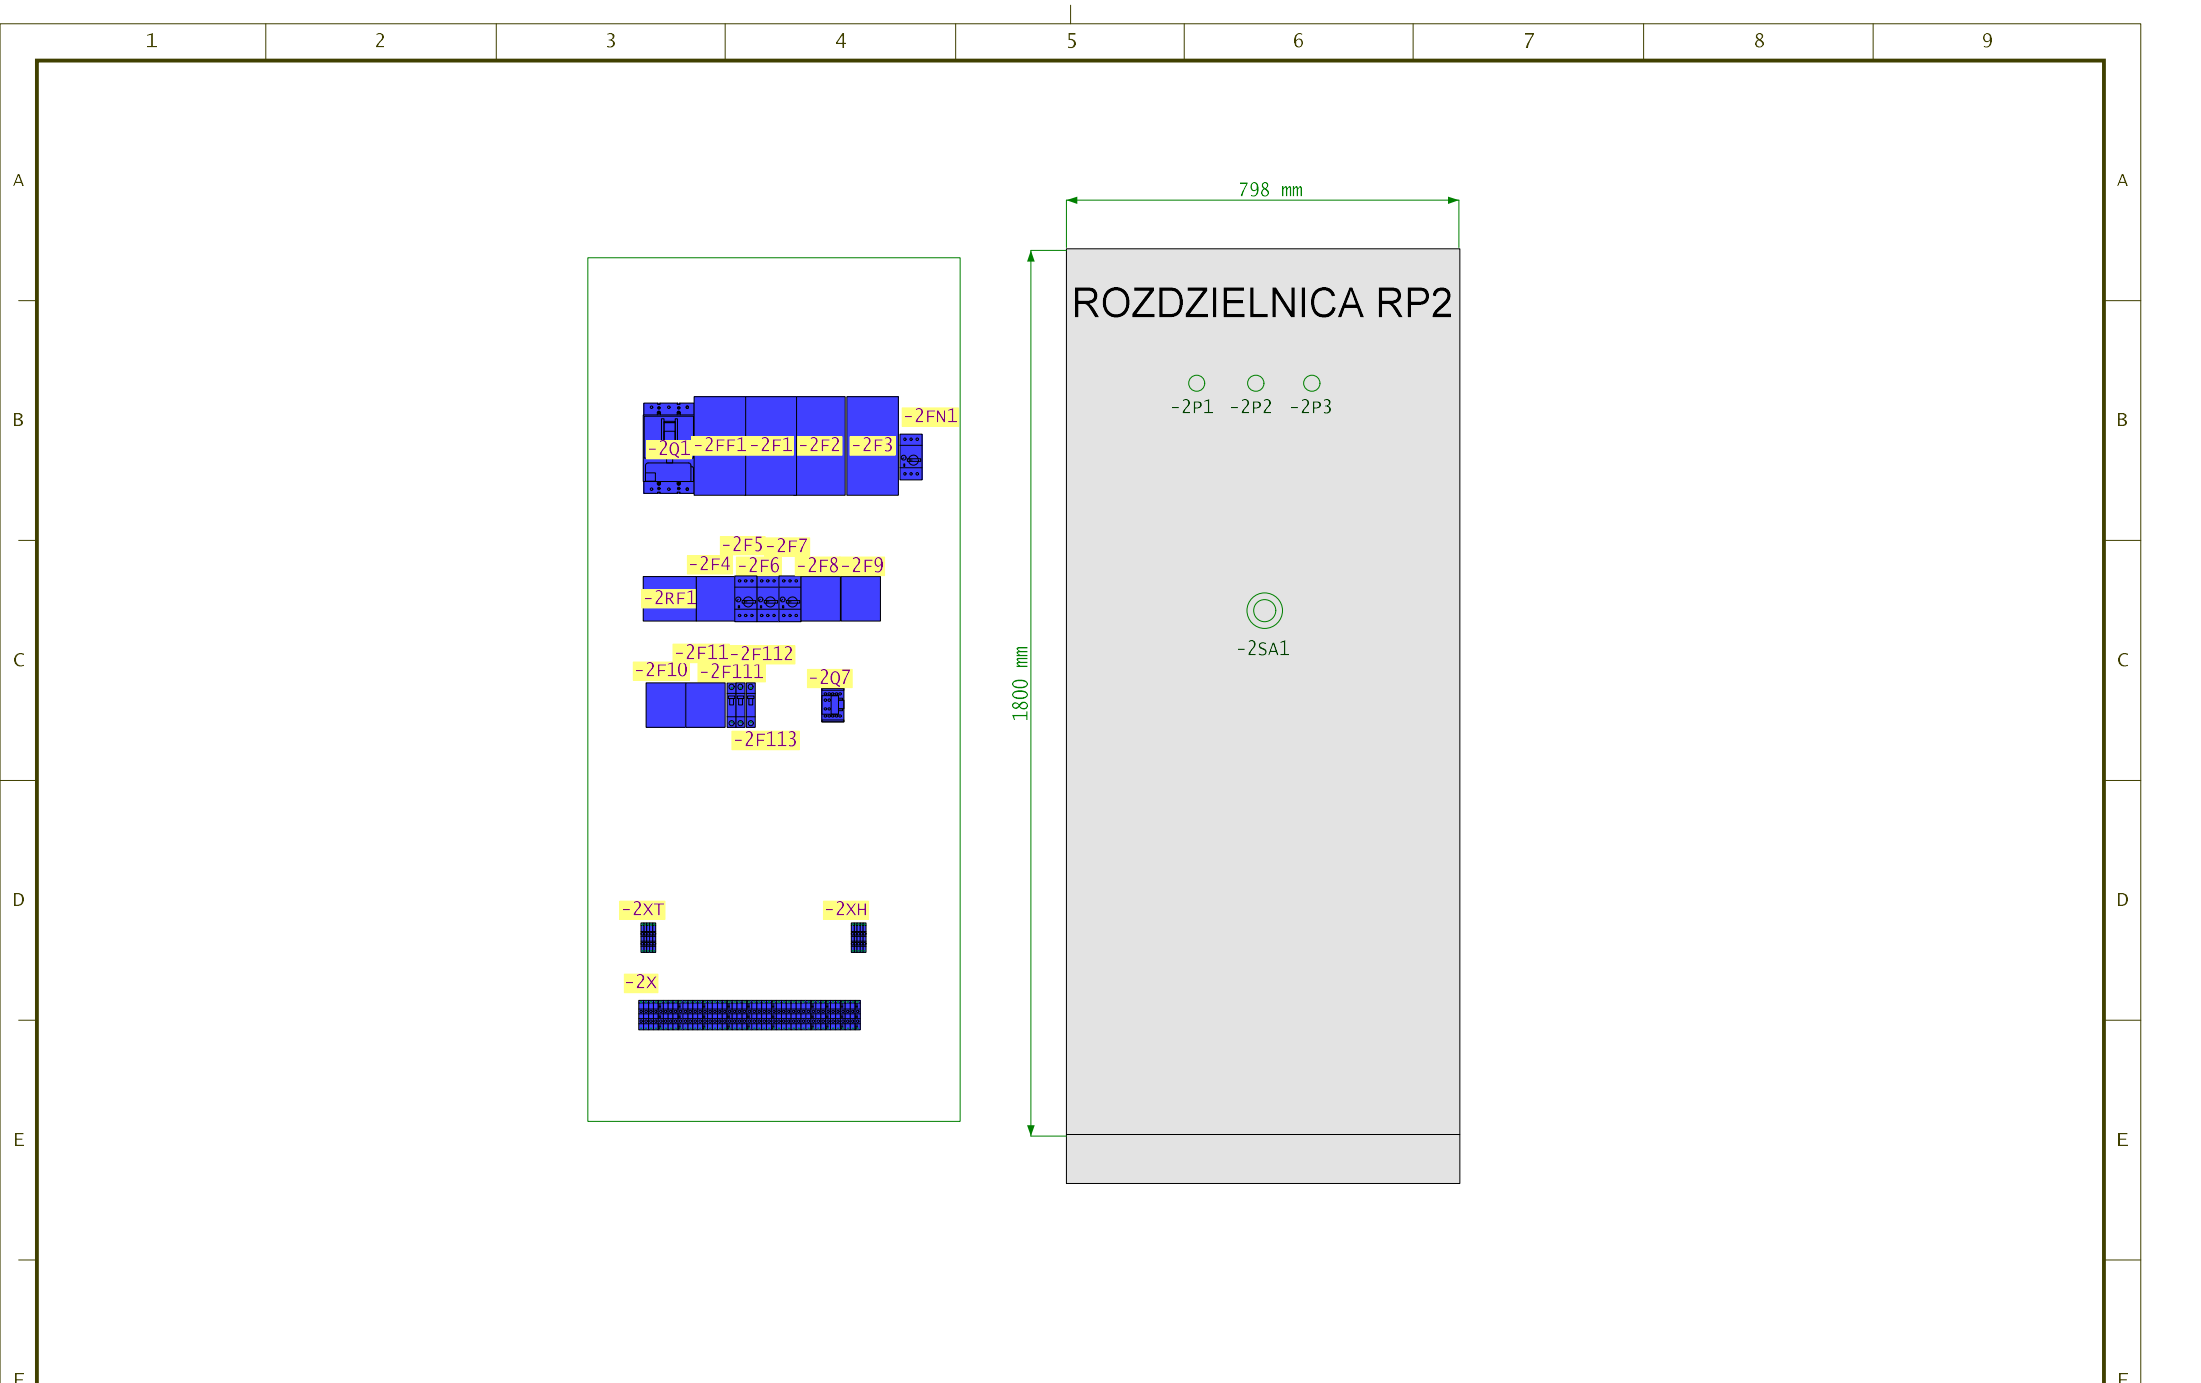 1 2 3 4 5 6 7 8 9
A A
798 mm
ROZDZIELNICA RP2
-2P1 -2P2 -2P3
B B
-2FN1
-2Q1 -2FF1 -2F1 -2F2 -2F3
-2F5 -2F7
-2F4 -2F6 -2F8 -2F9
-2RF1
-2SA1
C C
-2F11 -2F112
-2F10 -2F111 -2Q7
1800 mm
-2F113
D D
-2XT -2XH
-2X
E E